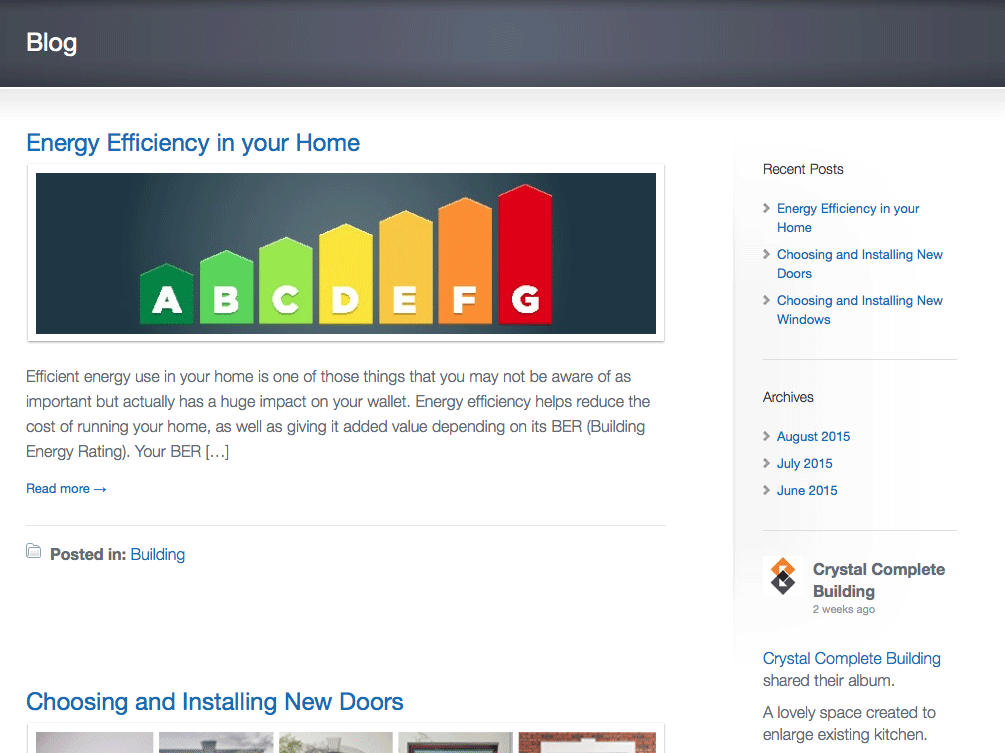 Blog
Energy Efficiency in your Home
A B C D E F G
Efficient energy use in your home is one of those things that you may not be aware of as
important but actually has a huge impact on your wallet. Energy efficiency helps reduce the
cost of running your home, as well as giving it added value depending on its BER (Building
Energy Rating). Your BER […]
Read more →
Posted in: Building
Choosing and Installing New Doors
Recent Posts
Energy Efficiency in your
Home
Choosing and Installing New
Doors
Choosing and Installing New
Windows
Archives
August 2015
July 2015
June 2015
Crystal Complete
Building
2 weeks ago
Crystal Complete Building
shared their album.
A lovely space created to
enlarge existing kitchen.